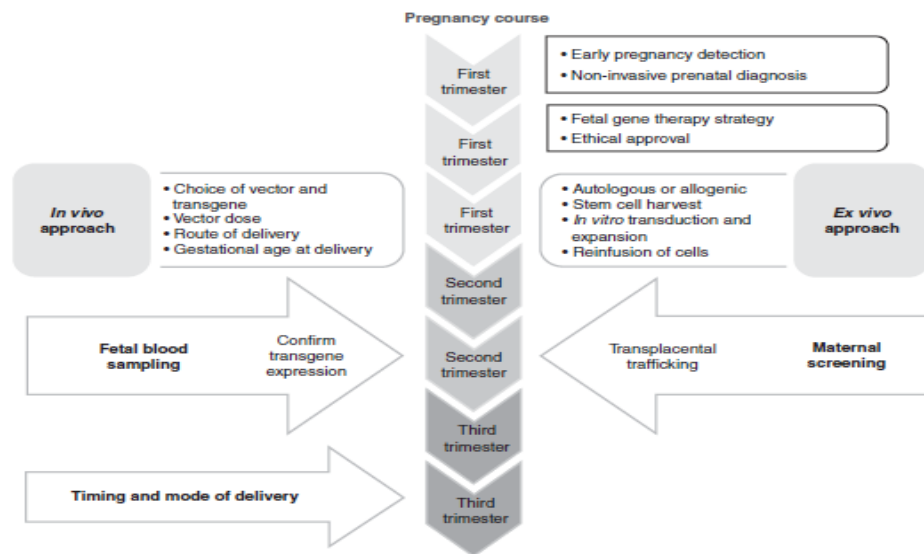 Pregnancy course
First
trimester
• Early pregnancy detection
• Non-invasive prenatal diagnosis
First
trimester
• Fetal gene therapy strategy
• Ethical approval
In vivo
approach
• Choice of vector and
transgene
• Vector dose
• Route of delivery
• Gestational age at delivery
First
trimester
• Autologous or allogenic
• Stem cell harvest
• In vitro transduction and
expansion
• Reinfusion of cells
Ex vivo
approach
Second
trimester
Fetal blood
sampling
Confirm
transgene
expression
Second
trimester
Transplacental
trafficking
Maternal
screening
Third
trimester
Timing and mode of delivery
Third
trimester